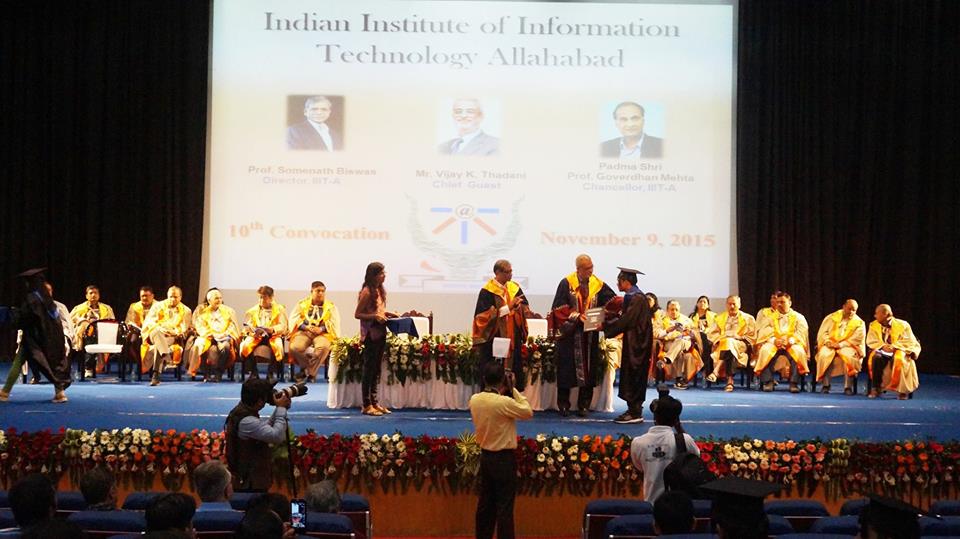 Indian Institute of Information
Technology Allahabad
Prof. Somenath Biswas
Director, IIIT-A
Mr. Vijay K. Thadani
Chief Guest
Padma Shri
Prof. Goverdhan Mehta
Chancellor, IIIT-A
10th Convocation
November 9, 2015